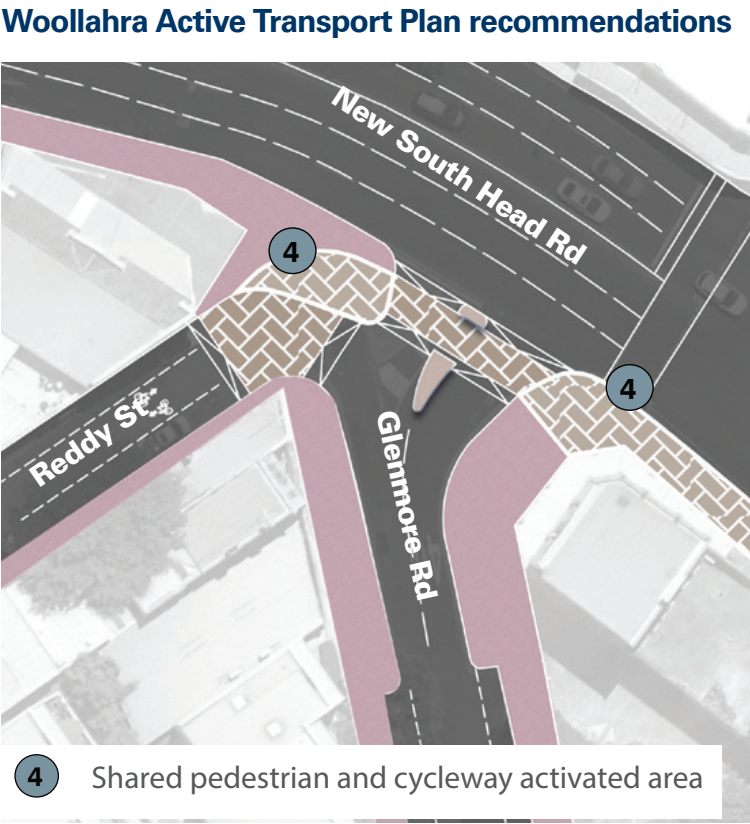 Woollahra Active Transport Plan recommendations
New South Head Rd
4
4
Reddy St
Glenmore Rd
4 Shared pedestrian and cycleway activated area